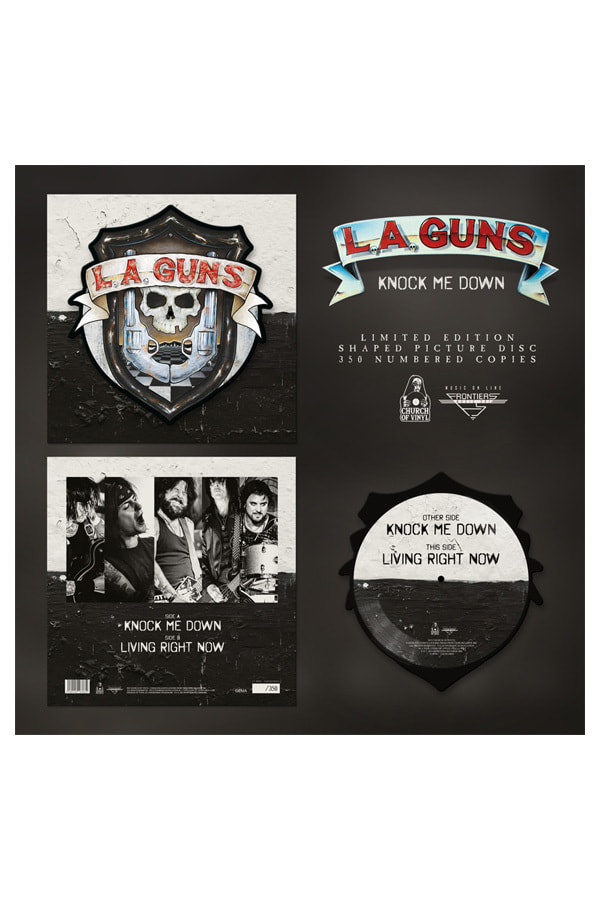 L.A. GUNS
L.A. GUNS
KNOCK ME DOWN
LIMITED EDITION
SHAPED PICTURE DISC
350 NUMBERED COPIES
CHURCH
OF VINYL
MUSIC ON LINE
FRONTIERS
SIDE A
KNOCK ME DOWN
SIDE B
LIVING RIGHT NOW
/350
OTHER SIDE
KNOCK ME DOWN
THIS SIDE
LIVING RIGHT NOW